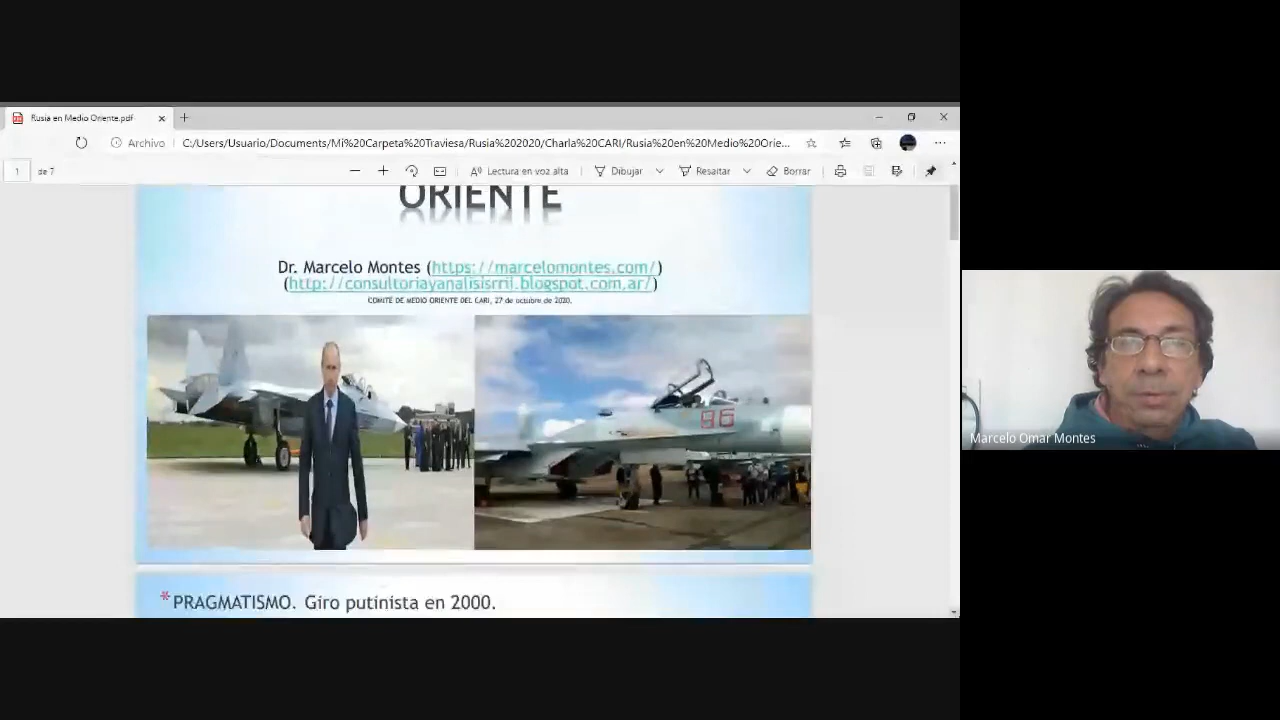 Rusia en Medio Oriente.pdf
Archivo
C:/Users/Usuario/Documents/Mi%20Carpeta%20Traviesa/Rusia%202020/Charla%20CARI/Rusia%20en%20Medio%20Orie...
1 de 7
Lectura en voz alta
Dibujar
Resaltar
Borrar
ORIENTE
Dr. Marcelo Montes (https://marcelomontes.com/)
(http://consultoriayanalisisrrii.blogspot.com.ar/)
COMITÉ DE MEDIO ORIENTE DEL CARI, 27 de octubre de 2020.
96
*PRAGMATISMO. Giro putinista en 2000.
Marcelo Omar Montes